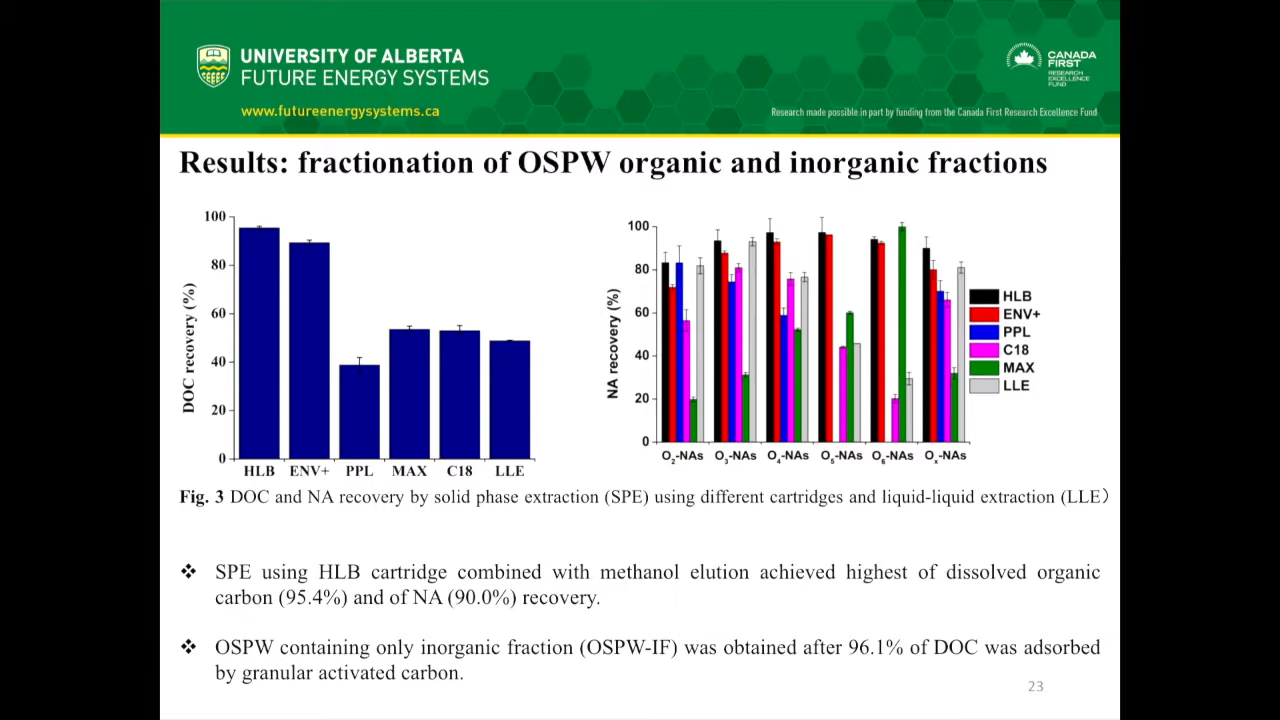 UNIVERSITY OF ALBERTA
FUTURE ENERGY SYSTEMS
www.futureenergysystems.ca
CANADA
FIRST
RESEARCH
EXCELLENCE
FUND
Research made possible in part by funding from the Canada First Research Excellence Fund
Results: fractionation of OSPW organic and inorganic fractions
DOC recovery (%)
100
80
60
40
20
0
HLB ENV+ PPL MAX C18 LLE
NA recovery (%)
100
80
60
40
20
0
O2-NAs O3-NAs O4-NAs O5-NAs O6-NAs Ox-NAs
HLB
ENV+
PPL
C18
MAX
LLE
Fig. 3 DOC and NA recovery by solid phase extraction (SPE) using different cartridges and liquid-liquid extraction (LLE)
❖ SPE using HLB cartridge combined with methanol elution achieved highest of dissolved organic
carbon (95.4%) and of NA (90.0%) recovery.
❖ OSPW containing only inorganic fraction (OSPW-IF) was obtained after 96.1% of DOC was adsorbed
by granular activated carbon.
23